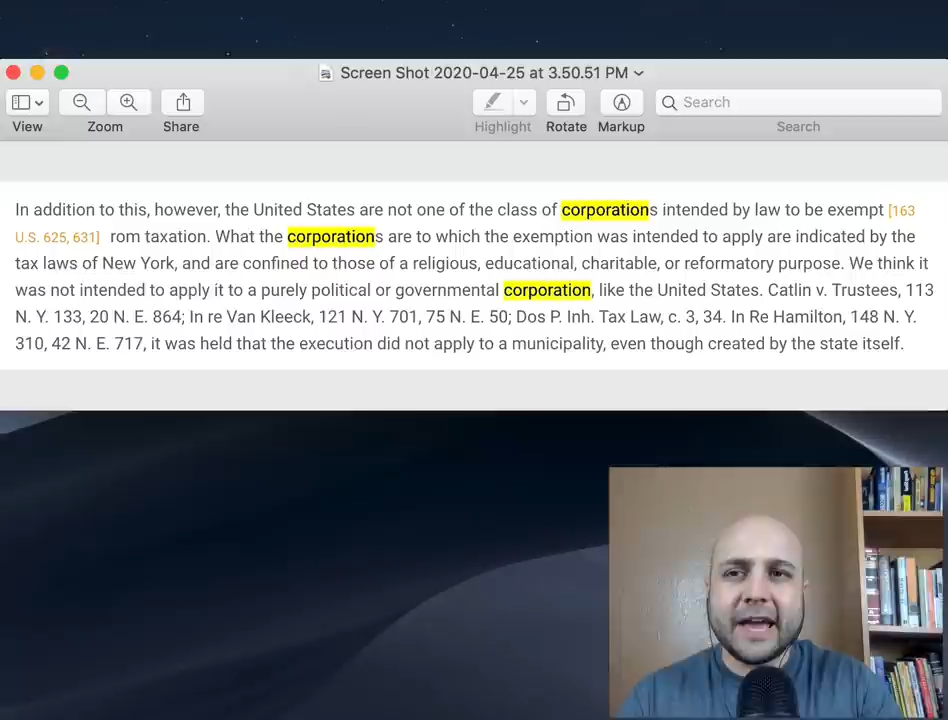 Screen Shot 2020-04-25 at 3.50.51 PM
View
Zoom
Share
Highlight
Rotate
Markup
Search
Search
In addition to this, however, the United States are not one of the class of corporations intended by law to be exempt [163
U.S. 625, 631] rom taxation. What the corporations are to which the exemption was intended to apply are indicated by the
tax laws of New York, and are confined to those of a religious, educational, charitable, or reformatory purpose. We think it
was not intended to apply it to a purely political or governmental corporation, like the United States. Catlin v. Trustees, 113
N. Y. 133, 20 N. E. 864; In re Van Kleeck, 121 N. Y. 701, 75 N. E. 50; Dos P. Inh. Tax Law, c. 3, 34. In Re Hamilton, 148 N. Y.
310, 42 N. E. 717, it was held that the execution did not apply to a municipality, even though created by the state itself.